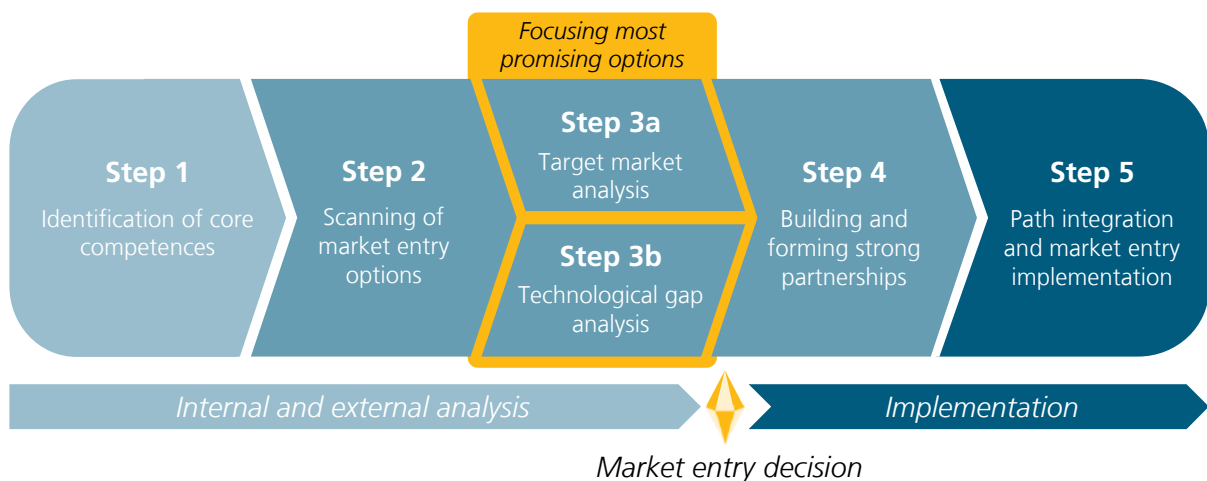 Focusing most
promising options
Step 1
Identification of core
competences
Step 2
Scanning of
market entry
options
Step 3a
Target market
analysis
Step 3b
Technological gap
analysis
Step 4
Building and
forming strong
partnerships
Step 5
Path integration
and market entry
implementation
Internal and external analysis
Implementation
Market entry decision